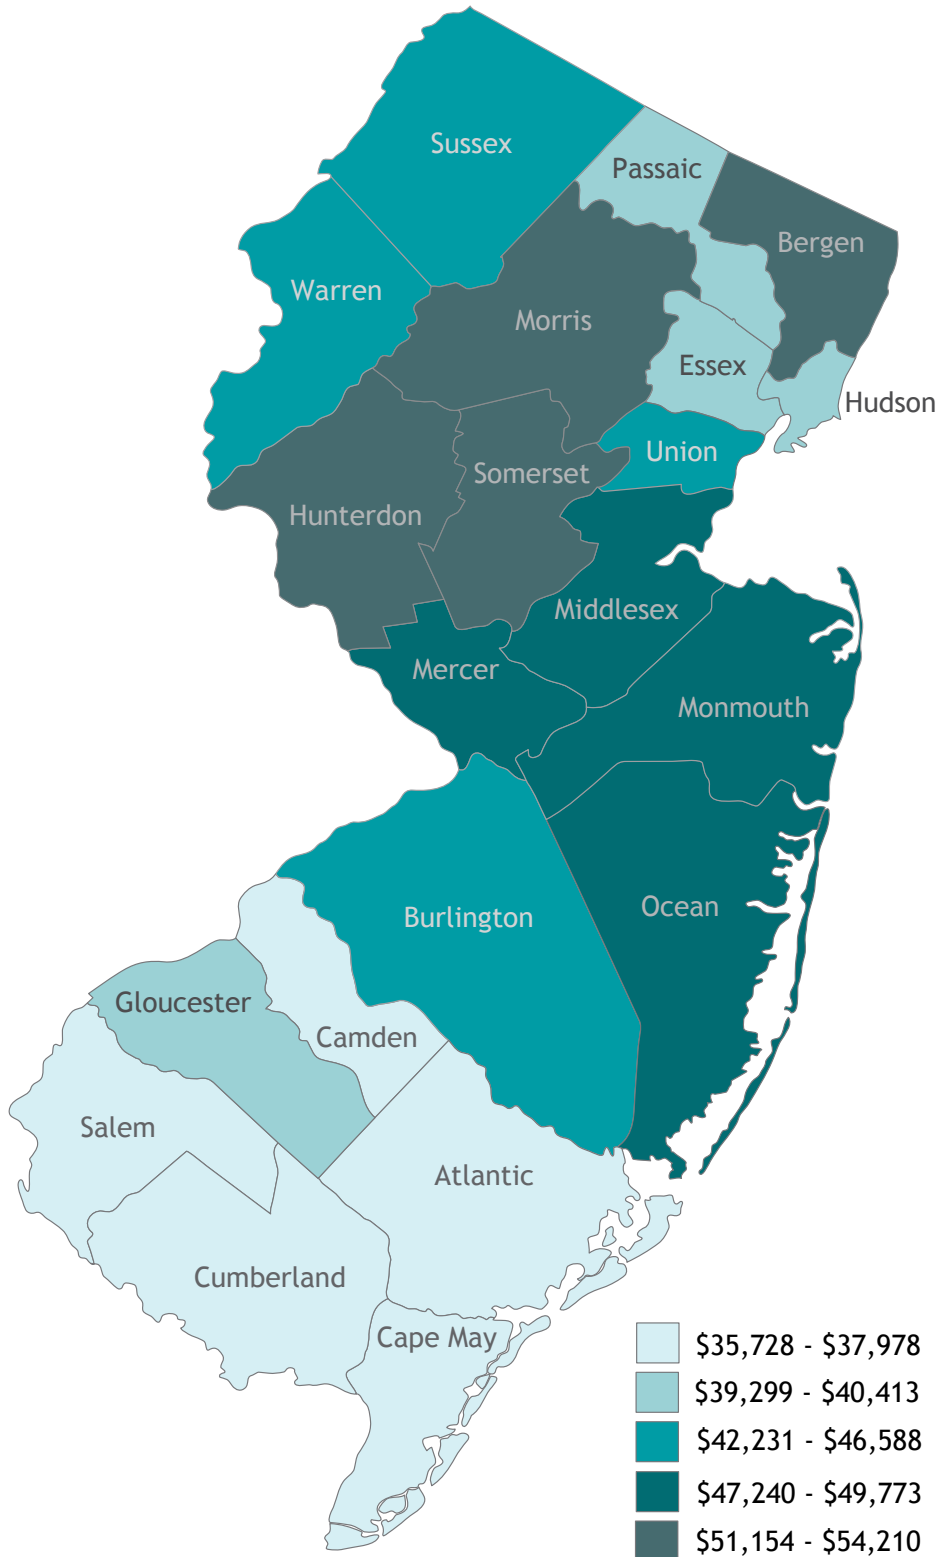 Sussex
Passaic
Bergen
Warren
Morris
Essex
Hudson
Union
Somerset
Hunterdon
Middlesex
Mercer
Monmouth
Ocean
Burlington
Gloucester
Camden
Salem
Atlantic
Cumberland
Cape May
$35,728 - $37,978
$39,299 - $40,413
$42,231 - $46,588
$47,240 - $49,773
$51,154 - $54,210